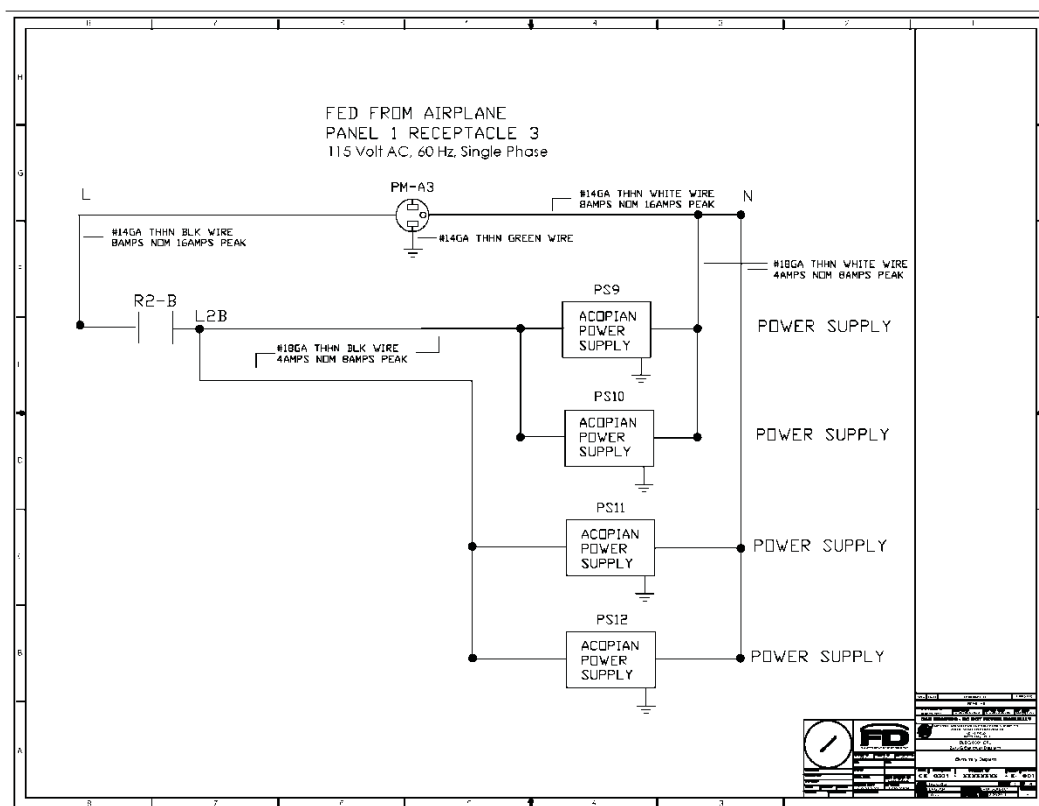 FED FROM AIRPLANE
PANEL 1 RECEPTACLE 3
115 Volt AC, 60 Hz, Single Phase
PM-A3
L
N
#14GA THHN WHITE WIRE
8AMPS NOM 16AMPS PEAK
#14GA THHN BLK WIRE
8AMPS NOM 16AMPS PEAK
#14GA THHN GREEN WIRE
#18GA THHN WHITE WIRE
4AMPS NOM 8AMPS PEAK
R2-B
L2B
#18GA THHN BLK WIRE
4AMPS NOM 8AMPS PEAK
PS9
ACOPIAN
POWER
SUPPLY
POWER SUPPLY
PS10
ACOPIAN
POWER
SUPPLY
POWER SUPPLY
PS11
ACOPIAN
POWER
SUPPLY
POWER SUPPLY
PS12
ACOPIAN
POWER
SUPPLY
POWER SUPPLY
FD